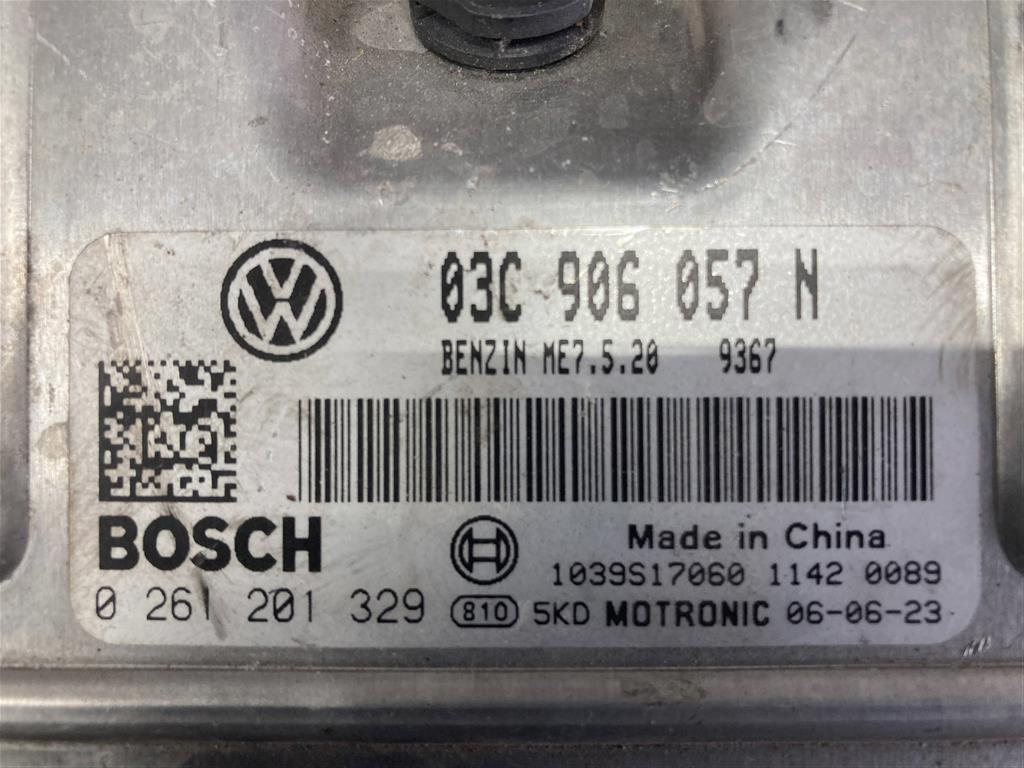 03C 906 057 N
BENZIN ME7.5.20 9367
BOSCH
Made in China
1039S17060 1142 0089
0 261 201 329 810 5KD MOTRONIC 06-06-23